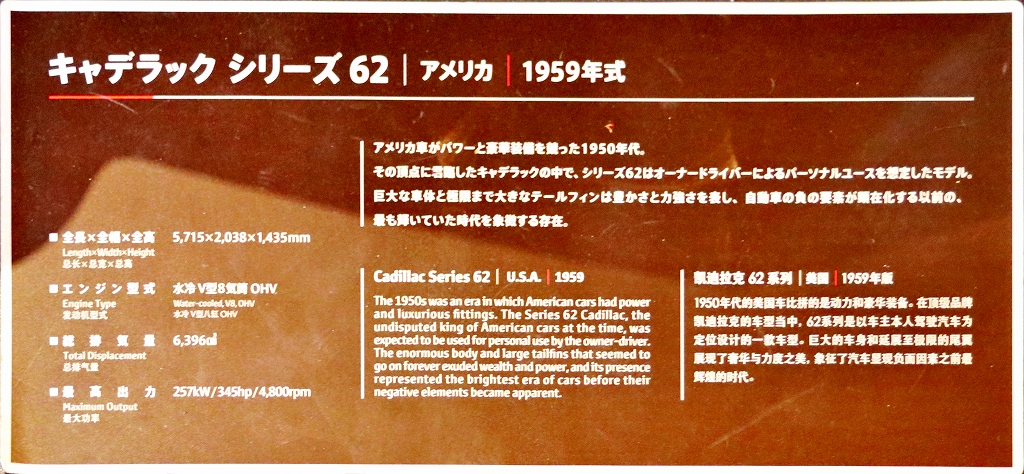 キャデラック シリーズ 62 | アメリカ | 1959年式
アメリカ車がパワーと豪華装備を競った1950年代。
その頂点に君臨したキャデラックの中で、シリーズ62はオーナードライバーによるパーソナルユースを想定したモデル。
巨大な車体と極限まで大きなテールフィンは豊かさと力強さを表し、自動車の負の要素が顕在化する以前の、
最も輝いていた時代を象徴する存在。
■ 全長×全幅×全高 5,715×2,038×1,435mm
Length×Width×Height
总长×总宽×总高
■ エンジン型式 水冷 V型8気筒 OHV
Engine Type Water-cooled, V8, OHV
发动机型式 水冷 V型八缸 OHV
■ 総排気量 6,396㎤
Total Displacement
总排气量
■ 最高出力 257kW/345hp/4,800rpm
Maximum Output
最大功率
Cadillac Series 62 | U.S.A. | 1959
The 1950s was an era in which American cars had power
and luxurious fittings. The Series 62 Cadillac, the
undisputed king of American cars at the time, was
expected to be used for personal use by the owner-driver.
The enormous body and large tailfins that seemed to
go on forever exuded wealth and power, and its presence
represented the brightest era of cars before their
negative elements became apparent.
凯迪拉克 62 系列 | 美国 | 1959年版
1950年代的美国车比拼的是动力和豪华装备。在顶级品牌
凯迪拉克的车型当中，62系列是以车主本人驾驶汽车为
定位设计的一款车型。巨大的车身和延展至极限的尾翼
展现了奢华与力度之美，象征了汽车显现负面因素之前最
辉煌的时代。